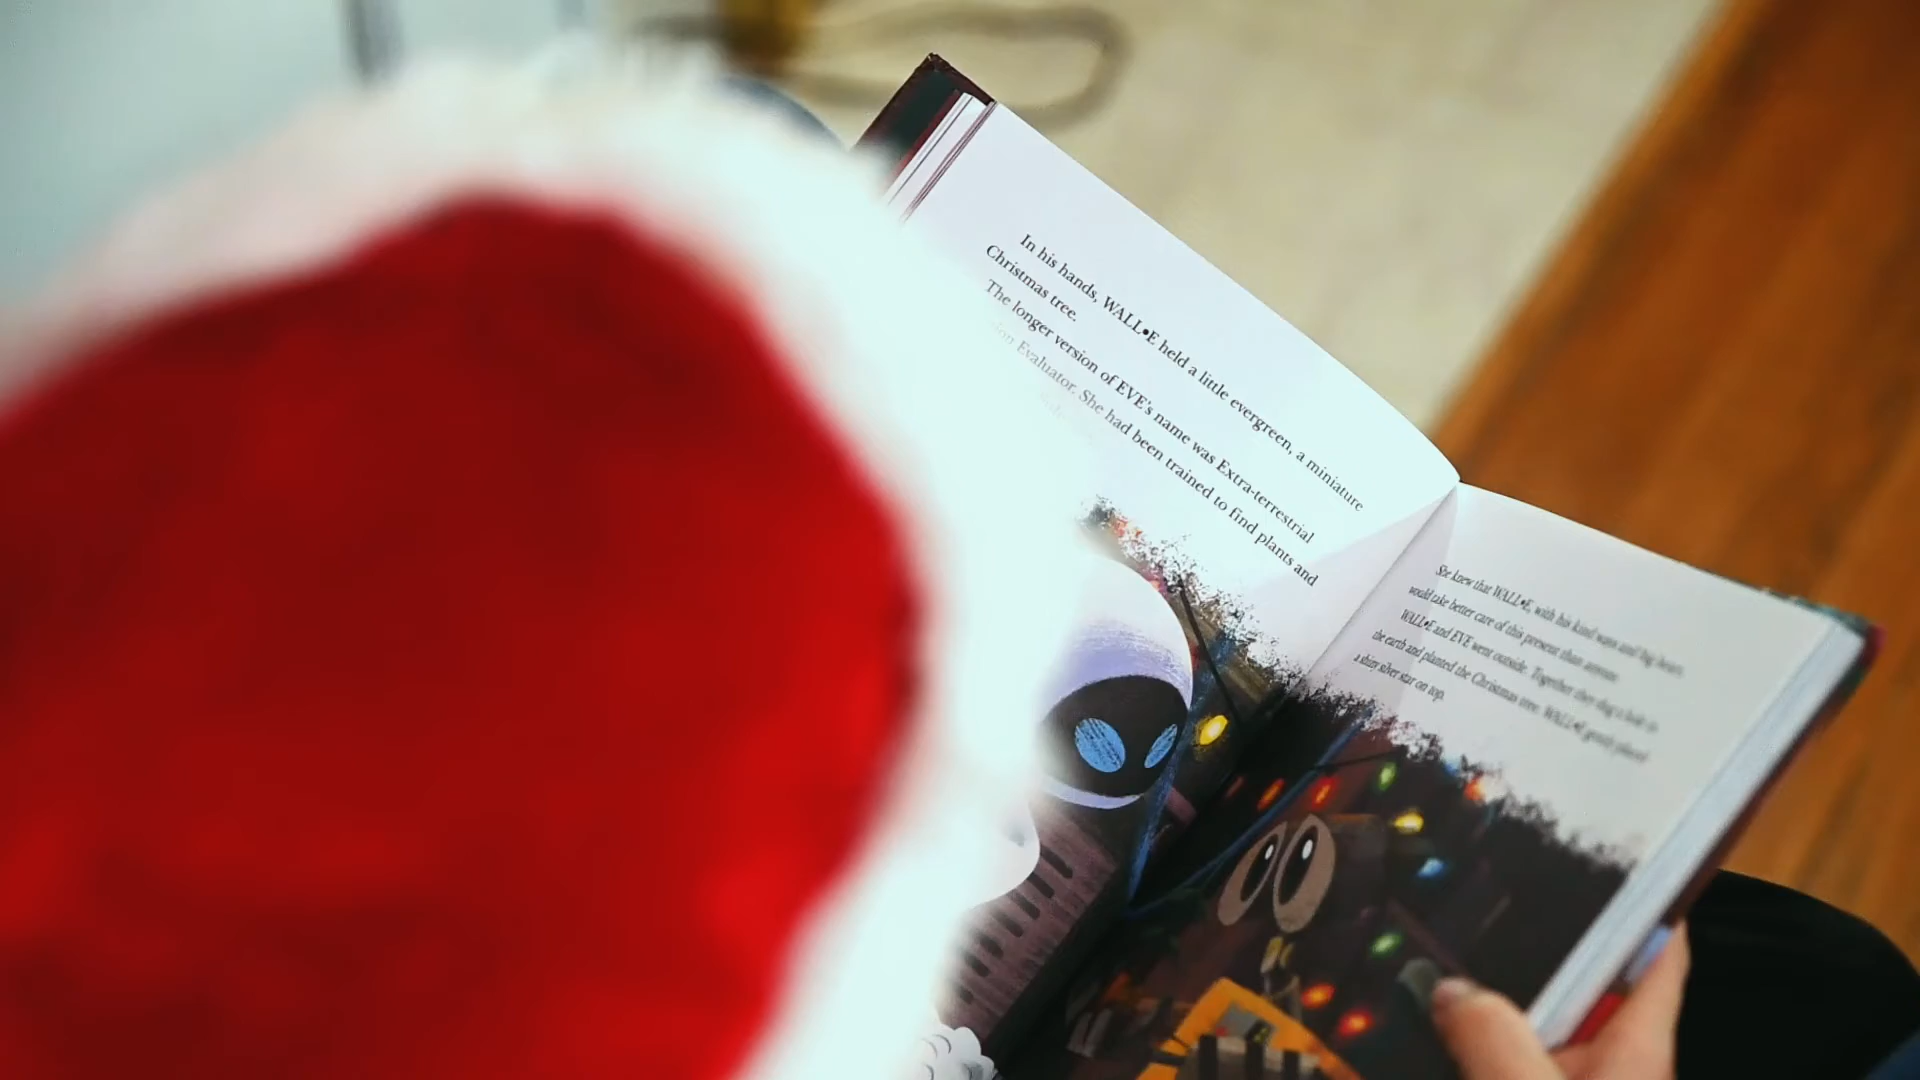 In his hands, WALL•E held a little evergreen, a miniature
Christmas tree.
The longer version of EVE's name was Extra-terrestrial
Evaluator. She had been trained to find plants and
She knew that WALL•E, with his kind ways and big heart,
would take better care of this present than anyone
WALL•E and EVE went outside. Together they dug a hole in
the earth and planted the Christmas tree. WALL•E gently placed
a shiny silver star on top.